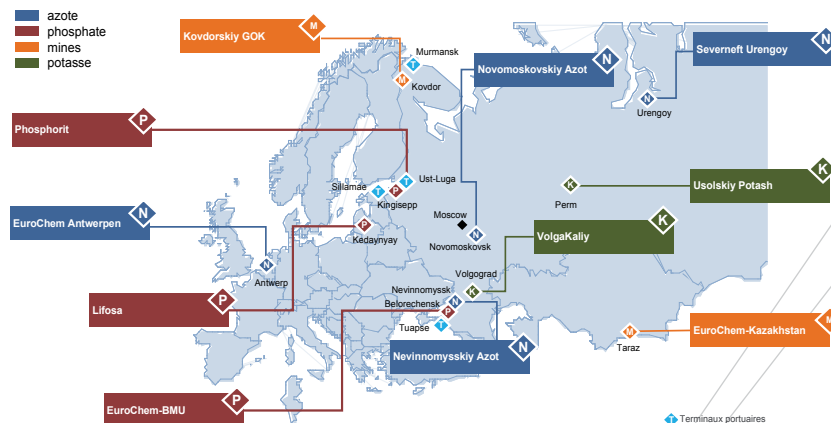 azote
phosphate
mines
potasse
Kovdorskiy GOK
M
Murmansk
T
M
Kovdor
Novomoskovskiy Azot
N
Severneft Urengoy
N
N
Urengoy
Phosphorit
P
Sillamae
T
P
T
Ust-Luga
Kingisepp
K
Perm
Usolskiy Potash
K
EuroChem Antwerpen
N
P
Kedaynyay
Moscow
N
Novomoskovsk
VolgaKaliy
K
N
Antwerp
Volgograd
K
Nevinnomyssk
N
Belorechensk
P
Tuapse
T
Lifosa
P
M
Taraz
EuroChem-Kazakhstan
M
Nevinnomysskiy Azot
N
EuroChem-BMU
P
T
Terminaux portuaires